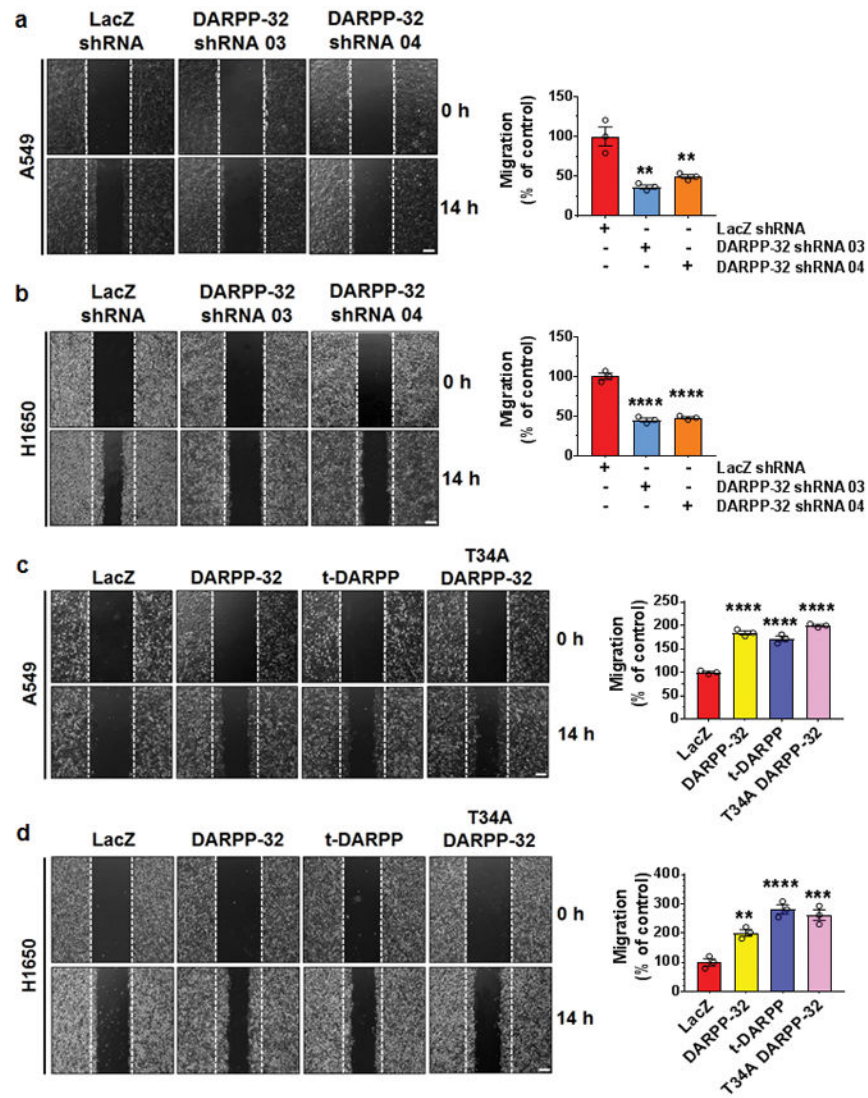 a
LacZ shRNA
DARPP-32 shRNA 03
DARPP-32 shRNA 04
A549
0 h
14 h
Migration (% of control)
150
100
50
0
**
**
+ - - LacZ shRNA
- + - DARPP-32 shRNA 03
- - + DARPP-32 shRNA 04
b
LacZ shRNA
DARPP-32 shRNA 03
DARPP-32 shRNA 04
H1650
0 h
14 h
Migration (% of control)
150
100
50
0
****
****
+ - - LacZ shRNA
- + - DARPP-32 shRNA 03
- - + DARPP-32 shRNA 04
c
LacZ
DARPP-32
t-DARPP
T34A DARPP-32
A549
0 h
14 h
Migration (% of control)
250
200
150
100
50
0
****
****
****
LacZ
DARPP-32
t-DARPP
T34A DARPP-32
d
LacZ
DARPP-32
t-DARPP
T34A DARPP-32
H1650
0 h
14 h
Migration (% of control)
400
300
200
100
0
**
****
***
LacZ
DARPP-32
t-DARPP
T34A DARPP-32